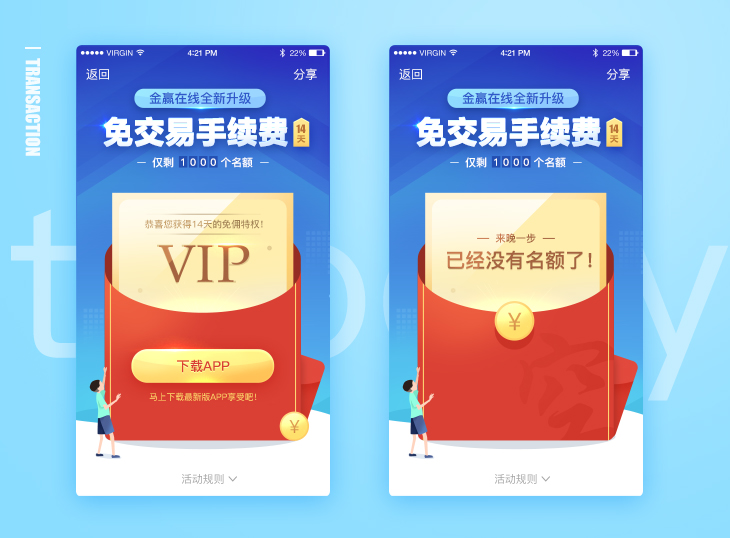 TRANSACTION
VIRGIN 4:21 PM 22%
返回 分享
金赢在线全新升级
免交易手续费 14天
仅剩 1000 个名额
恭喜您获得14天的免佣特权!
VIP
下载APP
马上下载最新版APP享受吧!
¥
活动规则
VIRGIN 4:21 PM 22%
返回 分享
金赢在线全新升级
免交易手续费 14天
仅剩 1000 个名额
来晚一步
已经没有名额了!
¥
空
活动规则